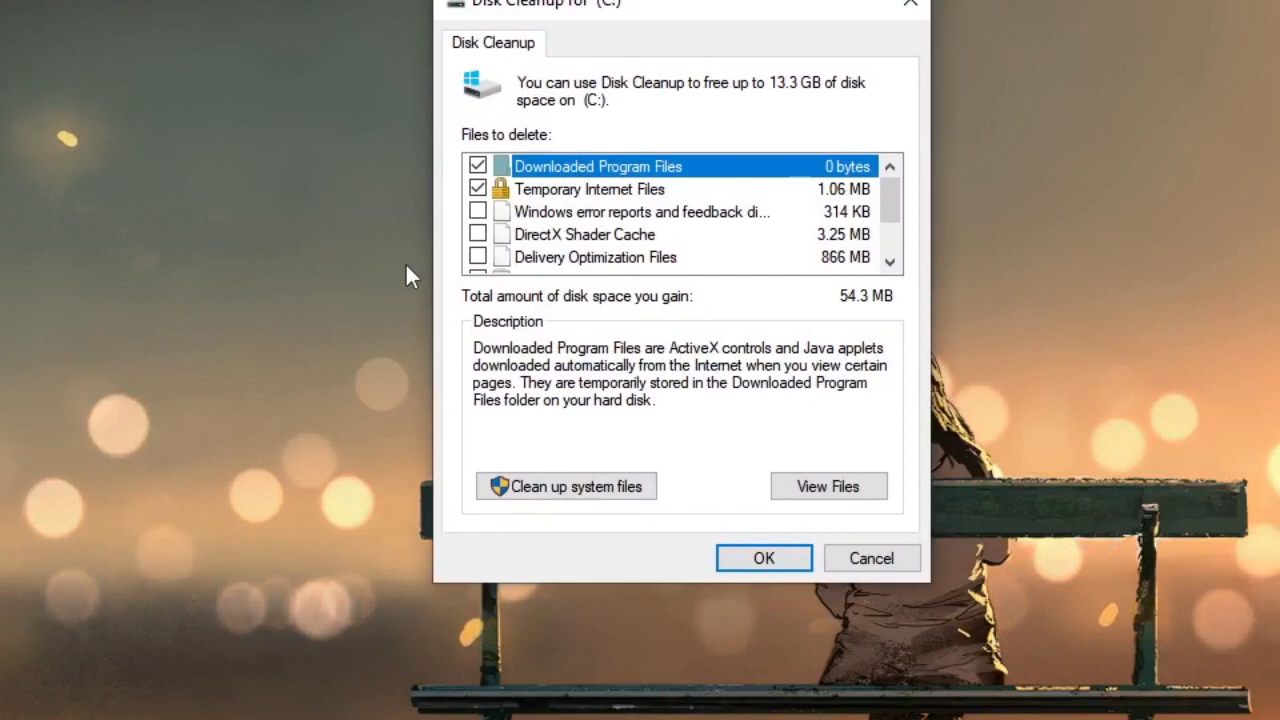 Disk Cleanup for (C:)
Disk Cleanup
You can use Disk Cleanup to free up to 13.3 GB of disk
space on (C:).
Files to delete:
Downloaded Program Files 0 bytes
Temporary Internet Files 1.06 MB
Windows error reports and feedback di... 314 KB
DirectX Shader Cache 3.25 MB
Delivery Optimization Files 866 MB
Total amount of disk space you gain: 54.3 MB
Description
Downloaded Program Files are ActiveX controls and Java applets
downloaded automatically from the Internet when you view certain
pages. They are temporarily stored in the Downloaded Program
Files folder on your hard disk.
Clean up system files View Files
OK Cancel